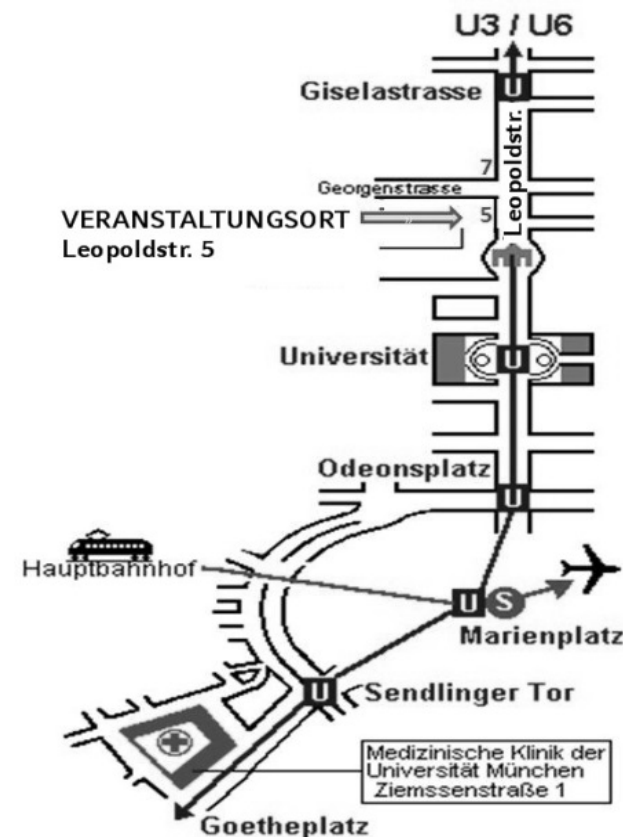 U3 / U6
Giselastrasse
U
Leopoldstr.
7
Georgenstrasse
5
VERANSTALTUNGSORT
Leopoldstr. 5
Universität
U
Odeonsplatz
U
Hauptbahnhof
U S
Marienplatz
U
Sendlinger Tor
Medizinische Klinik der
Universität München
Ziemssenstraße 1
Goetheplatz